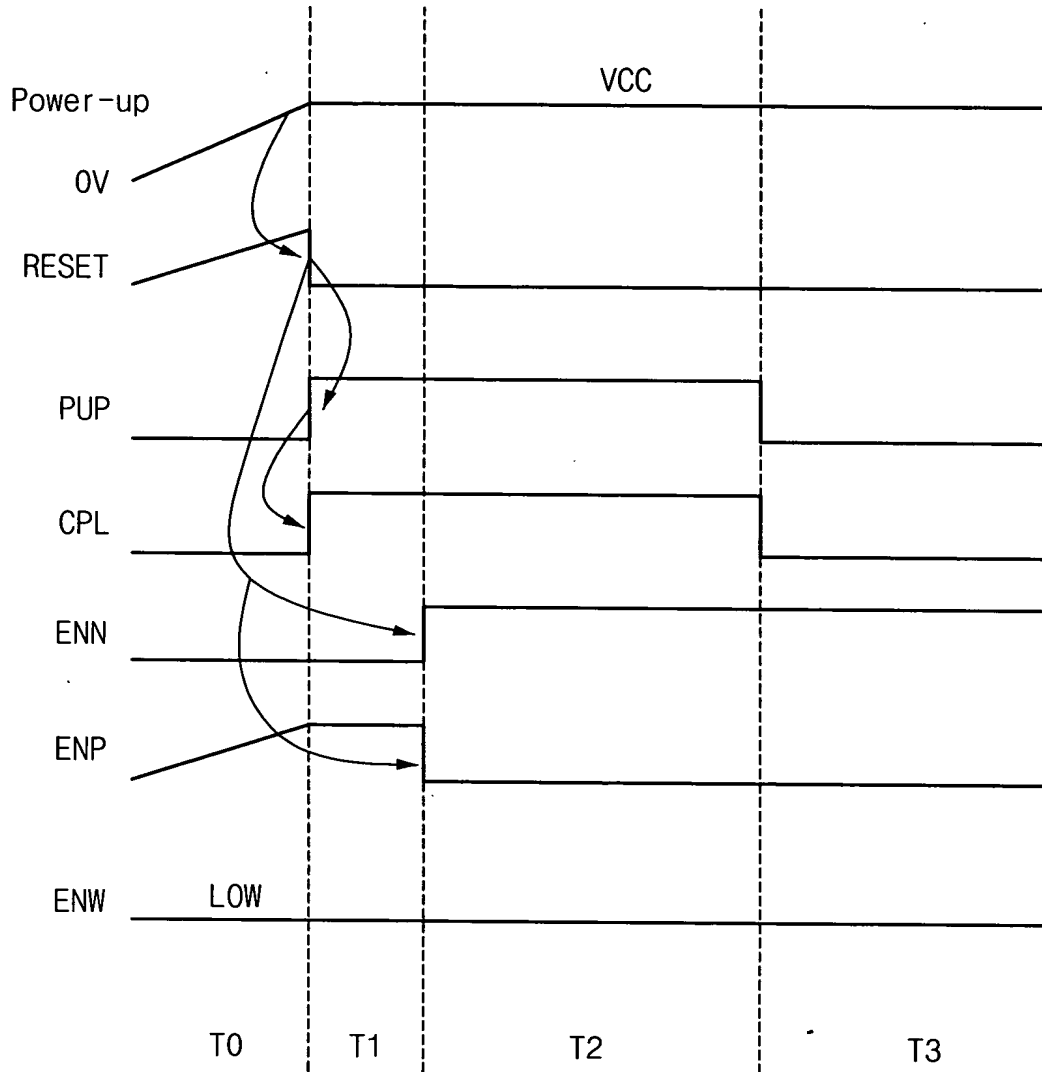 VCC
Power-up
0V
RESET
PUP
CPL
ENN
ENP
LOW
ENW
T0 T1 T2 T3